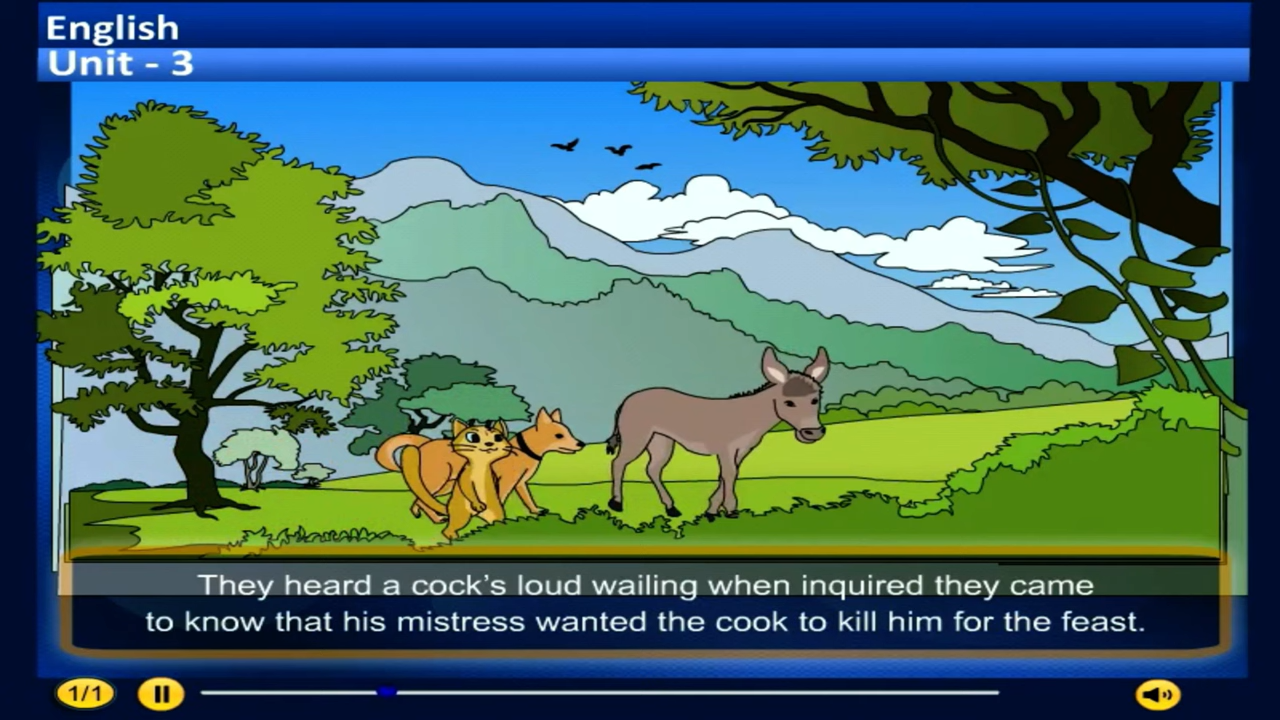 English
Unit - 3
They heard a cock's loud wailing when inquired they came
to know that his mistress wanted the cook to kill him for the feast.
1/1